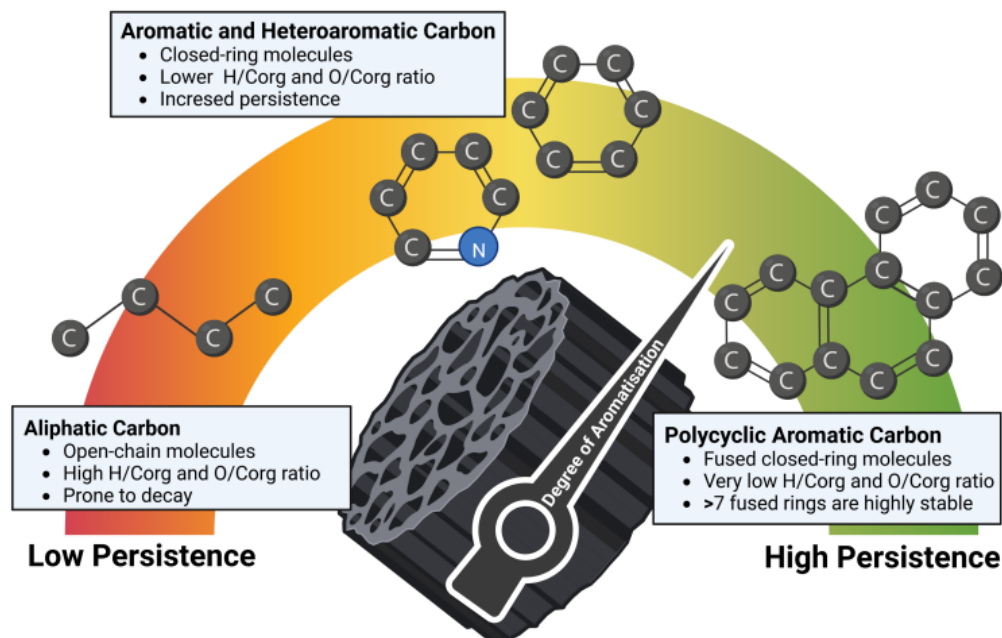 Aromatic and Heteroaromatic Carbon
• Closed-ring molecules
• Lower H/Corg and O/Corg ratio
• Incresed persistence
C C
C C
C C
C C
C C
C N
C
C C
C
C
C C
C C
C C
C C
C C
C C
C C
Degree of Aromatisation
Aliphatic Carbon
• Open-chain molecules
• High H/Corg and O/Corg ratio
• Prone to decay
Polycyclic Aromatic Carbon
• Fused closed-ring molecules
• Very low H/Corg and O/Corg ratio
• >7 fused rings are highly stable
Low Persistence
High Persistence